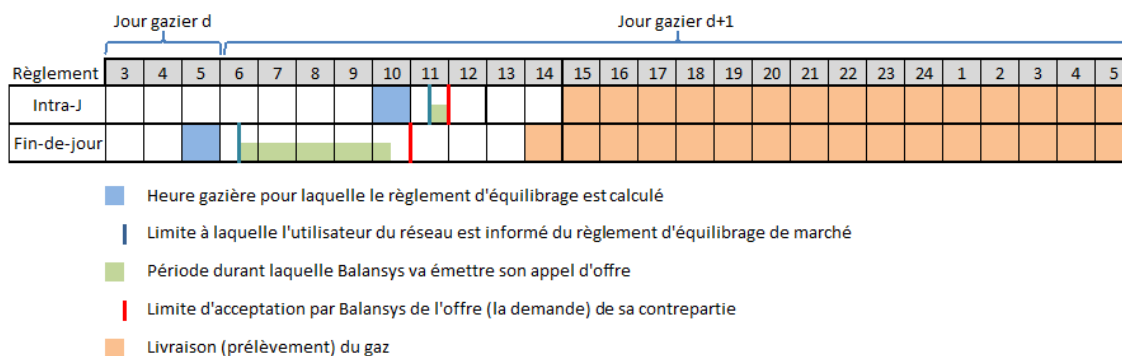 Jour gazier d Jour gazier d+1
Règlement 3 4 5 6 7 8 9 10 11 12 13 14 15 16 17 18 19 20 21 22 23 24 1 2 3 4 5
Intra-J
Fin-de-jour
Heure gazière pour laquelle le règlement d'équilibrage est calculé
Limite à laquelle l'utilisateur du réseau est informé du règlement d'équilibrage de marché
Période durant laquelle Balansys va émettre son appel d'offre
Limite d'acceptation par Balansys de l'offre (la demande) de sa contrepartie
Livraison (prélèvement) du gaz